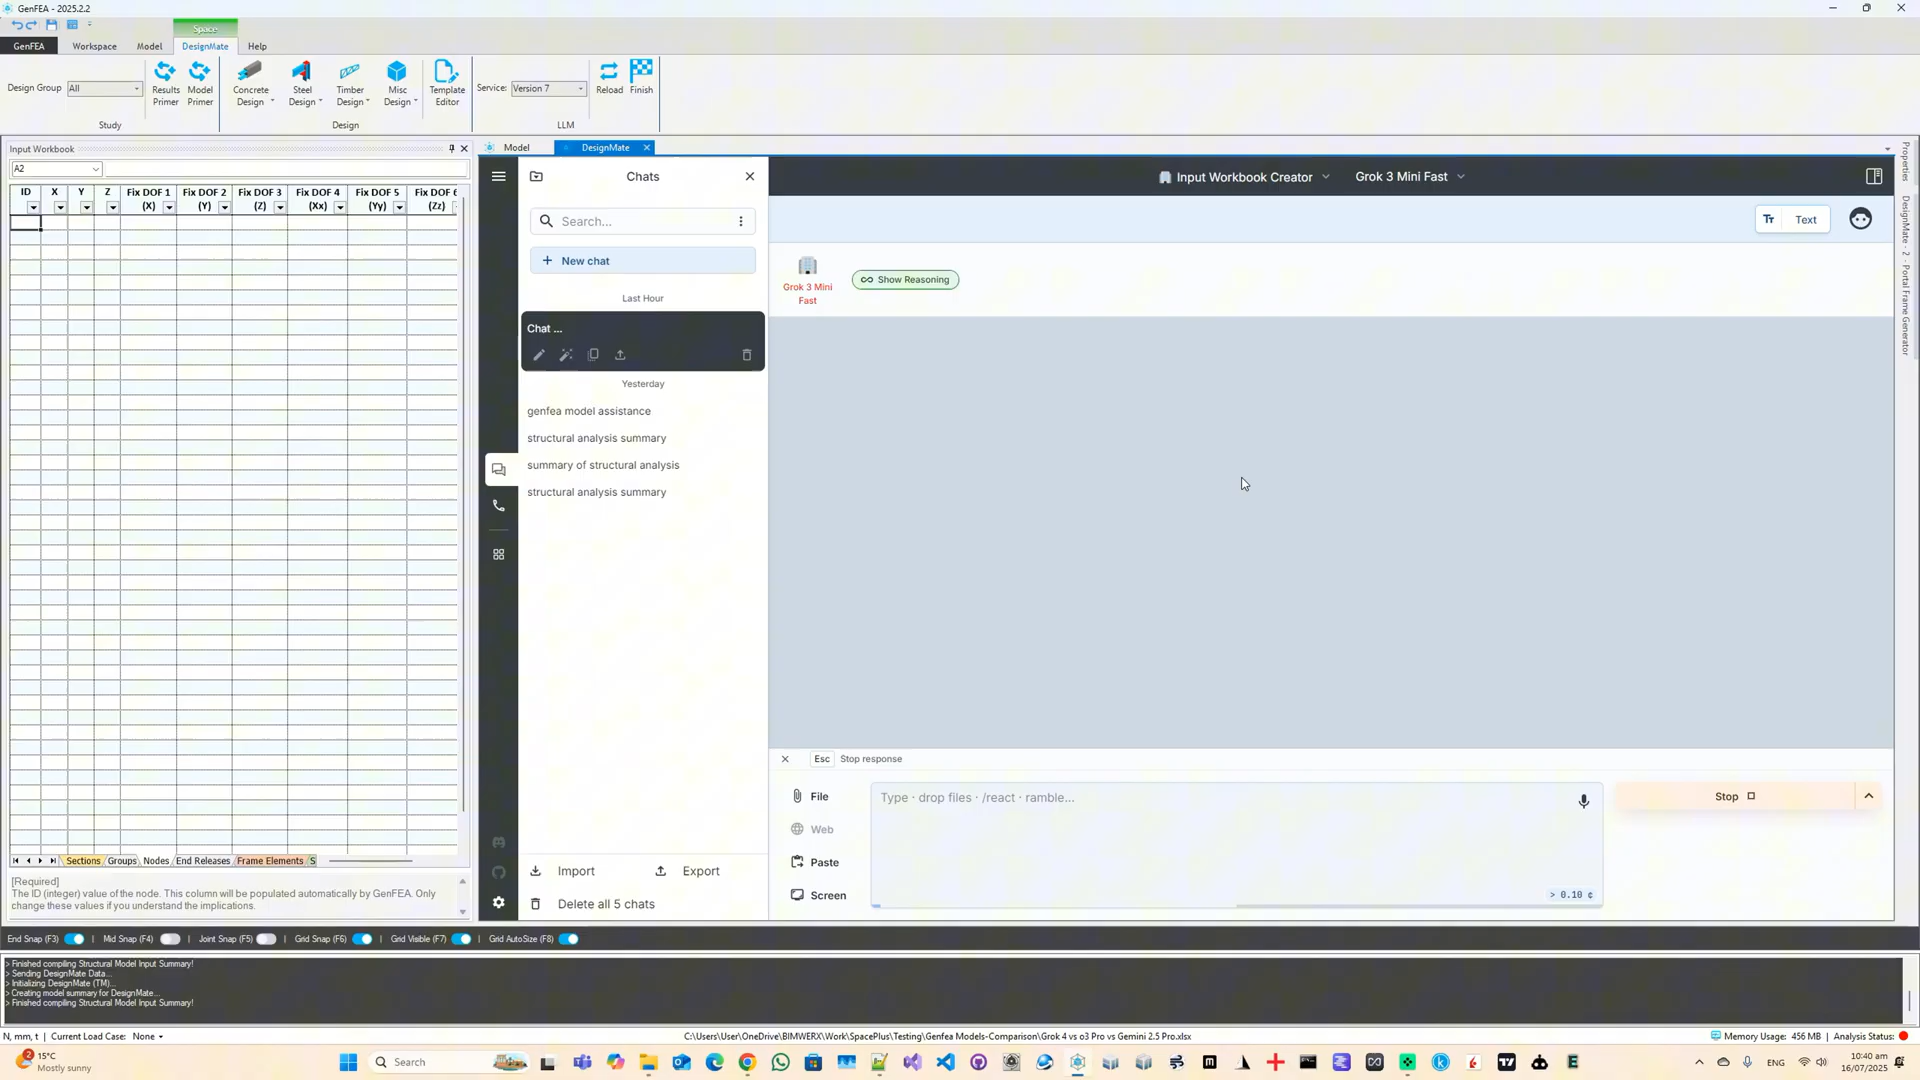 GenFEA - 2025.2.2
Space
GenFEA Workspace Model DesignMate Help
Design Group All
Results Primer
Model Primer
Concrete Design
Steel Design
Timber Design
Misc Design
Template Editor
Service: Version 7
Reload
Finish
Study
Design
LLM
Input Workbook
A2
ID X Y Z Fix DOF 1 (X) Fix DOF 2 (Y) Fix DOF 3 (Z) Fix DOF 4 (Xx) Fix DOF 5 (Yy) Fix DOF 6 (Zz)
Sections Groups Nodes End Releases Frame Elements S
[Required]
The ID (integer) value of the node. This column will be populated automatically by GenFEA. Only
change these values if you understand the implications.
Model DesignMate
Chats
Search...
New chat
Last Hour
Chat ...
Yesterday
genfea model assistance
structural analysis summary
summary of structural analysis
structural analysis summary
Import Export
Delete all 5 chats
Input Workbook Creator Grok 3 Mini Fast
Tт Text
Grok 3 Mini
Fast
Show Reasoning
Esc Stop response
File
Web
Paste
Screen
Type · drop files · /react · ramble...
> 0.10 ¢
Stop
Properties
DesignMate - 2 - Portal Frame Generator
End Snap (F3) Mid Snap (F4) Joint Snap (F5) Grid Snap (F6) Grid Visible (F7) Grid AutoSize (F8)
> Finished compiling Structural Model Input Summary!
> Sending DesignMate Data...
> Initializing DesignMate (TM)...
> Creating model summary for DesignMate...
> Finished compiling Structural Model Input Summary!
N, mm, t | Current Load Case: None
C:\Users\User\OneDrive\BIMWERX\Work\SpacePlus\Testing\Genfea Models-Comparison\Grok 4 vs o3 Pro vs Gemini 2.5 Pro.xlsx
Memory Usage: 456 MB | Analysis Status:
2
15°C
Mostly sunny
Search
ENG
10:40 am
16/07/2025